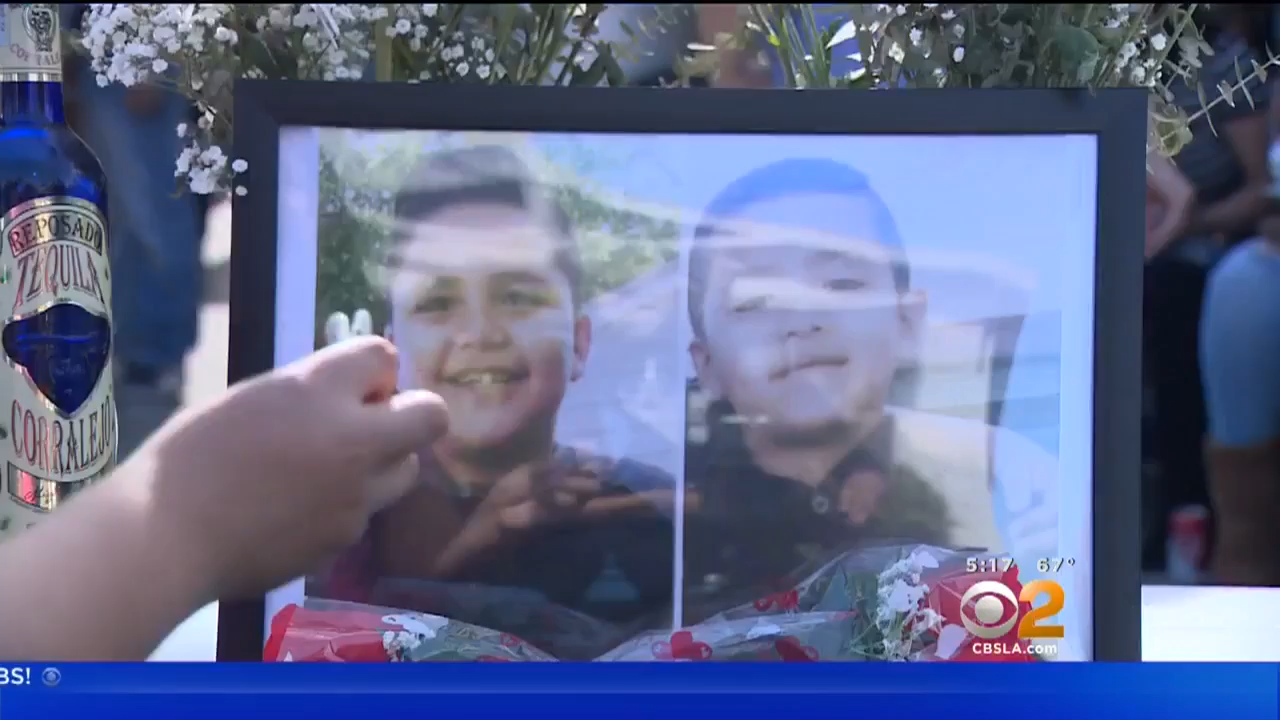 REPOSADO
TEQUILA
CORRALEJO
5:17 67°
2
CBSLA.com
BS!